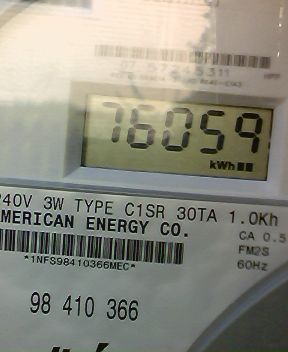 76059
kWh
240V 3W TYPE C1SR 30TA 1.0Kh
AMERICAN ENERGY CO.
CA 0.5
FM2S
*1NFS98410366MEC*
60Hz
98 410 366